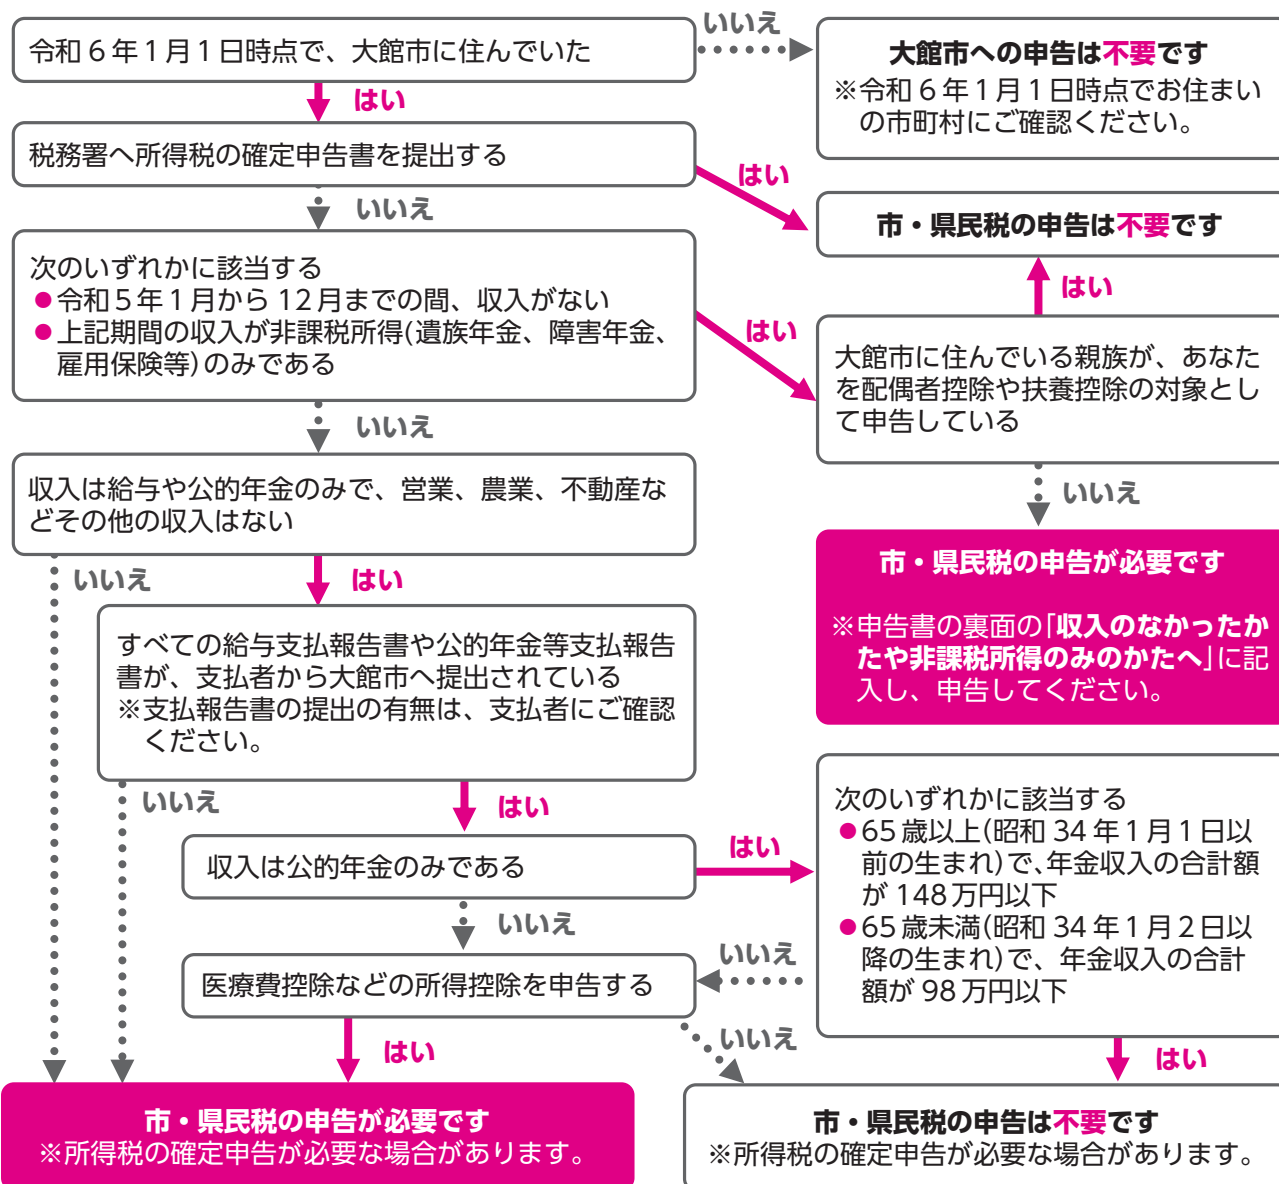 令和6年1月1日時点で、大館市に住んでいた
いいえ
大館市への申告は不要です
※令和6年1月1日時点でお住まい
の市町村にご確認ください。
はい
税務署へ所得税の確定申告書を提出する
はい
市・県民税の申告は不要です
いいえ
次のいずれかに該当する
●令和5年1月から12月までの間、収入がない
●上記期間の収入が非課税所得(遺族年金、障害年金、
雇用保険等)のみである
はい
はい
大館市に住んでいる親族が、あなた
を配偶者控除や扶養控除の対象とし
て申告している
いいえ
いいえ
市・県民税の申告が必要です
※申告書の裏面の「収入のなかったか
たや非課税所得のみのかたへ」に記
入し、申告してください。
収入は給与や公的年金のみで、営業、農業、不動産な
どその他の収入はない
いいえ
はい
すべての給与支払報告書や公的年金等支払報告
書が、支払者から大館市へ提出されている
※支払報告書の提出の有無は、支払者にご確認
ください。
いいえ
はい
収入は公的年金のみである
はい
次のいずれかに該当する
●65歳以上(昭和34年1月1日以
前の生まれ)で、年金収入の合計額
が148万円以下
●65歳未満(昭和34年1月2日以
降の生まれ)で、年金収入の合計
額が98万円以下
いいえ
いいえ
医療費控除などの所得控除を申告する
はい
いいえ
はい
市・県民税の申告が必要です
※所得税の確定申告が必要な場合があります。
市・県民税の申告は不要です
※所得税の確定申告が必要な場合があります。